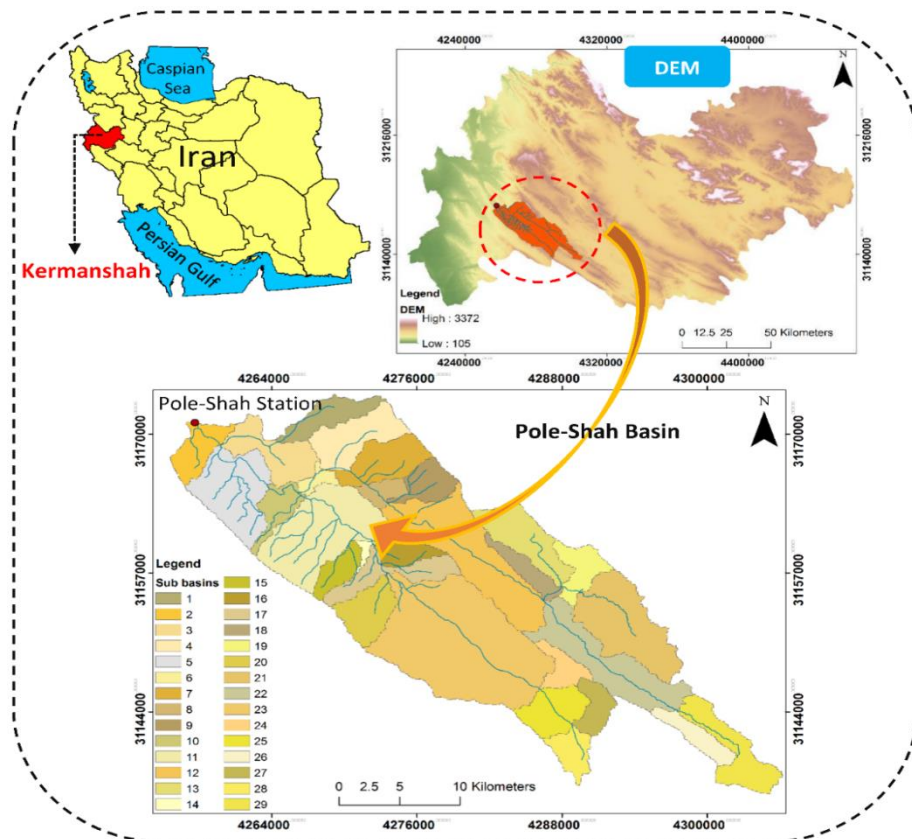 Caspian
Sea
Iran
Persian Gulf
Kermanshah
4240000 4320000 4400000
DEM
N
31216000 31216000
31140000 31140000
Legend
DEM
High : 3372
Low : 105
0 12.5 25 50 Kilometers
4240000 4320000 4400000
4264000 4276000 4288000 4300000
Pole-Shah Station
N
Pole-Shah Basin
31170000 31170000
31157000 31157000
31144000 31144000
Legend
Sub basins
1
2
3
4
5
6
7
8
9
10
11
12
13
14
15
16
17
18
19
20
21
22
23
24
25
26
27
28
29
0 2.5 5 10 Kilometers
4264000 4276000 4288000 4300000